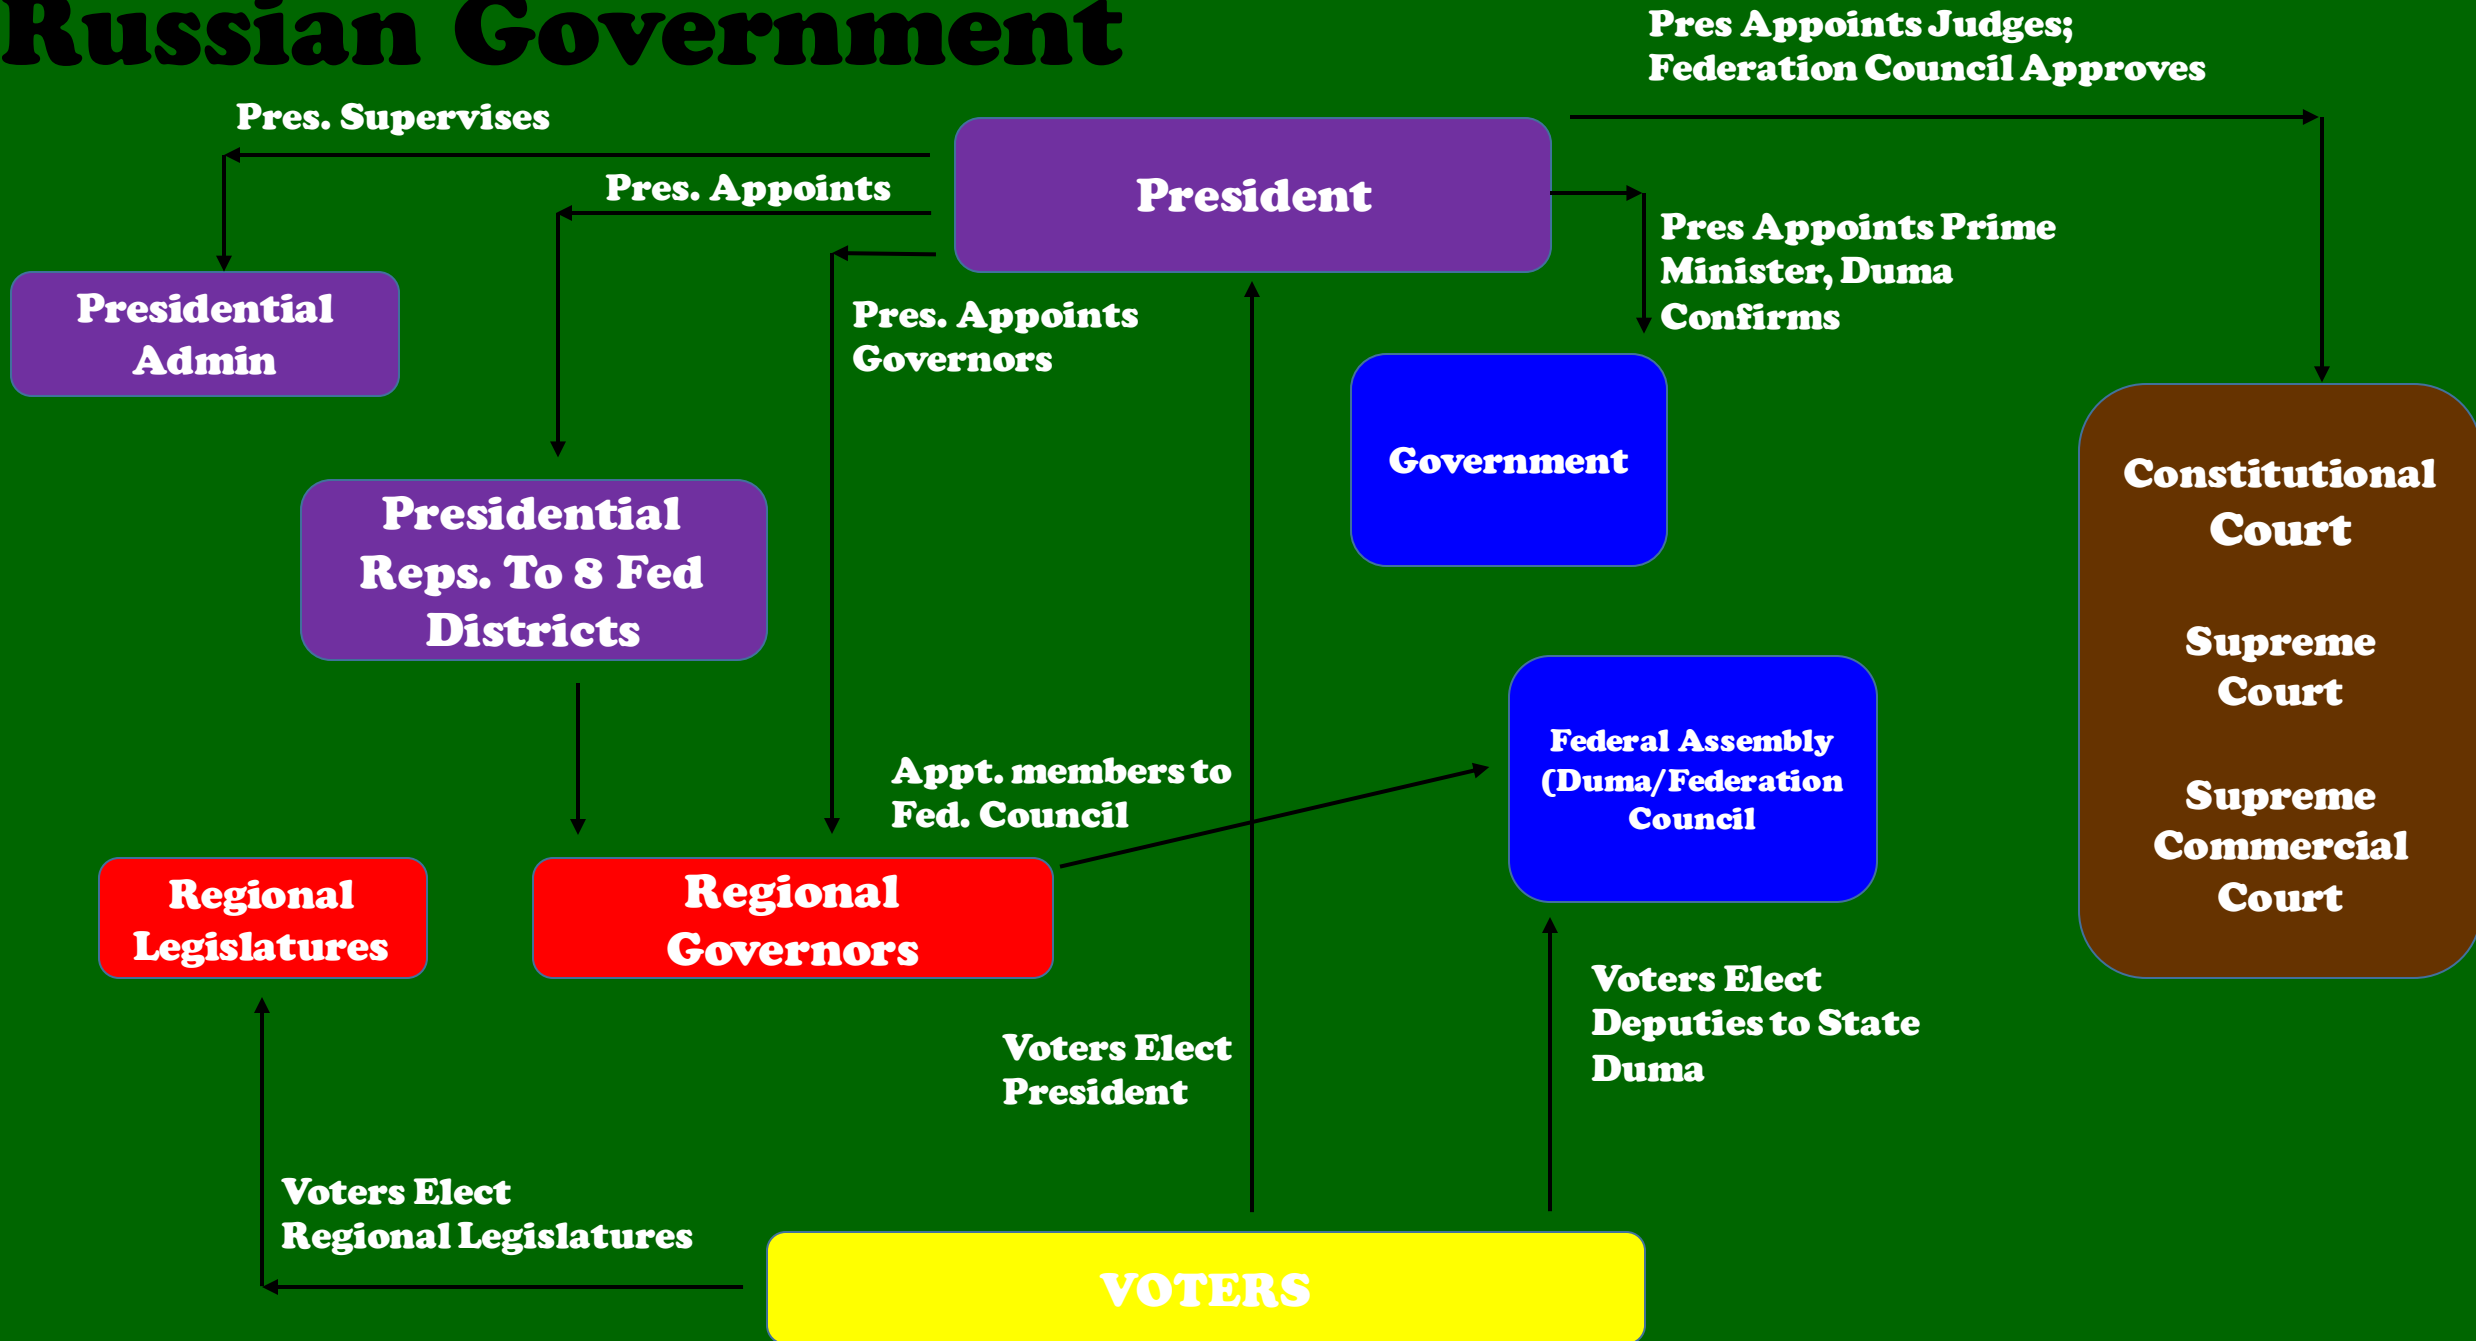 Russian Government
Pres Appoints Judges;
Federation Council Approves
Pres. Supervises
Pres. Appoints
President
Pres Appoints Prime
Minister, Duma
Confirms
Presidential
Admin
Pres. Appoints
Governors
Government
Constitutional
Court
Supreme
Court
Supreme
Commercial
Court
Presidential
Reps. To 8 Fed
Districts
Federal Assembly
(Duma/Federation
Council
Appt. members to
Fed. Council
Regional
Legislatures
Regional
Governors
Voters Elect
Deputies to State
Duma
Voters Elect
President
Voters Elect
Regional Legislatures
VOTERS